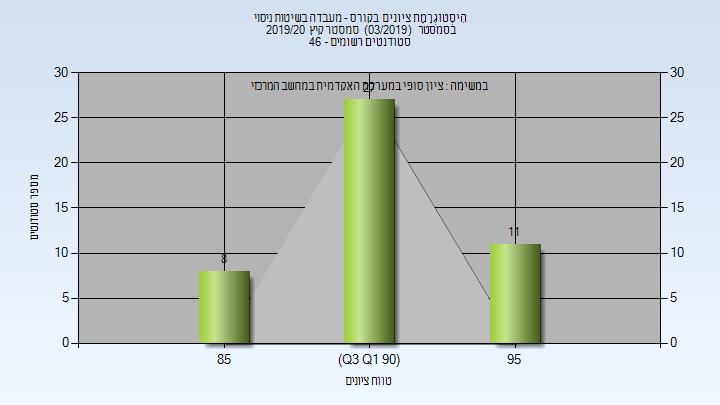 היסטוגרמת ציונים בקורס - מעבדה בשיטות ניסוי
בסמסטר (03/2019) סמסטר קיץ 2019/20
סטודנטים רשומים - 46
במשימה : ציון סופי במערכת האקדמית במחשב המרכזי
30 30
27
25 25
20 20
15 15
11
10 10
8
5 5
0 0
85 (Q3 Q1 90) 95
מספר סטודנטים
טווח ציונים